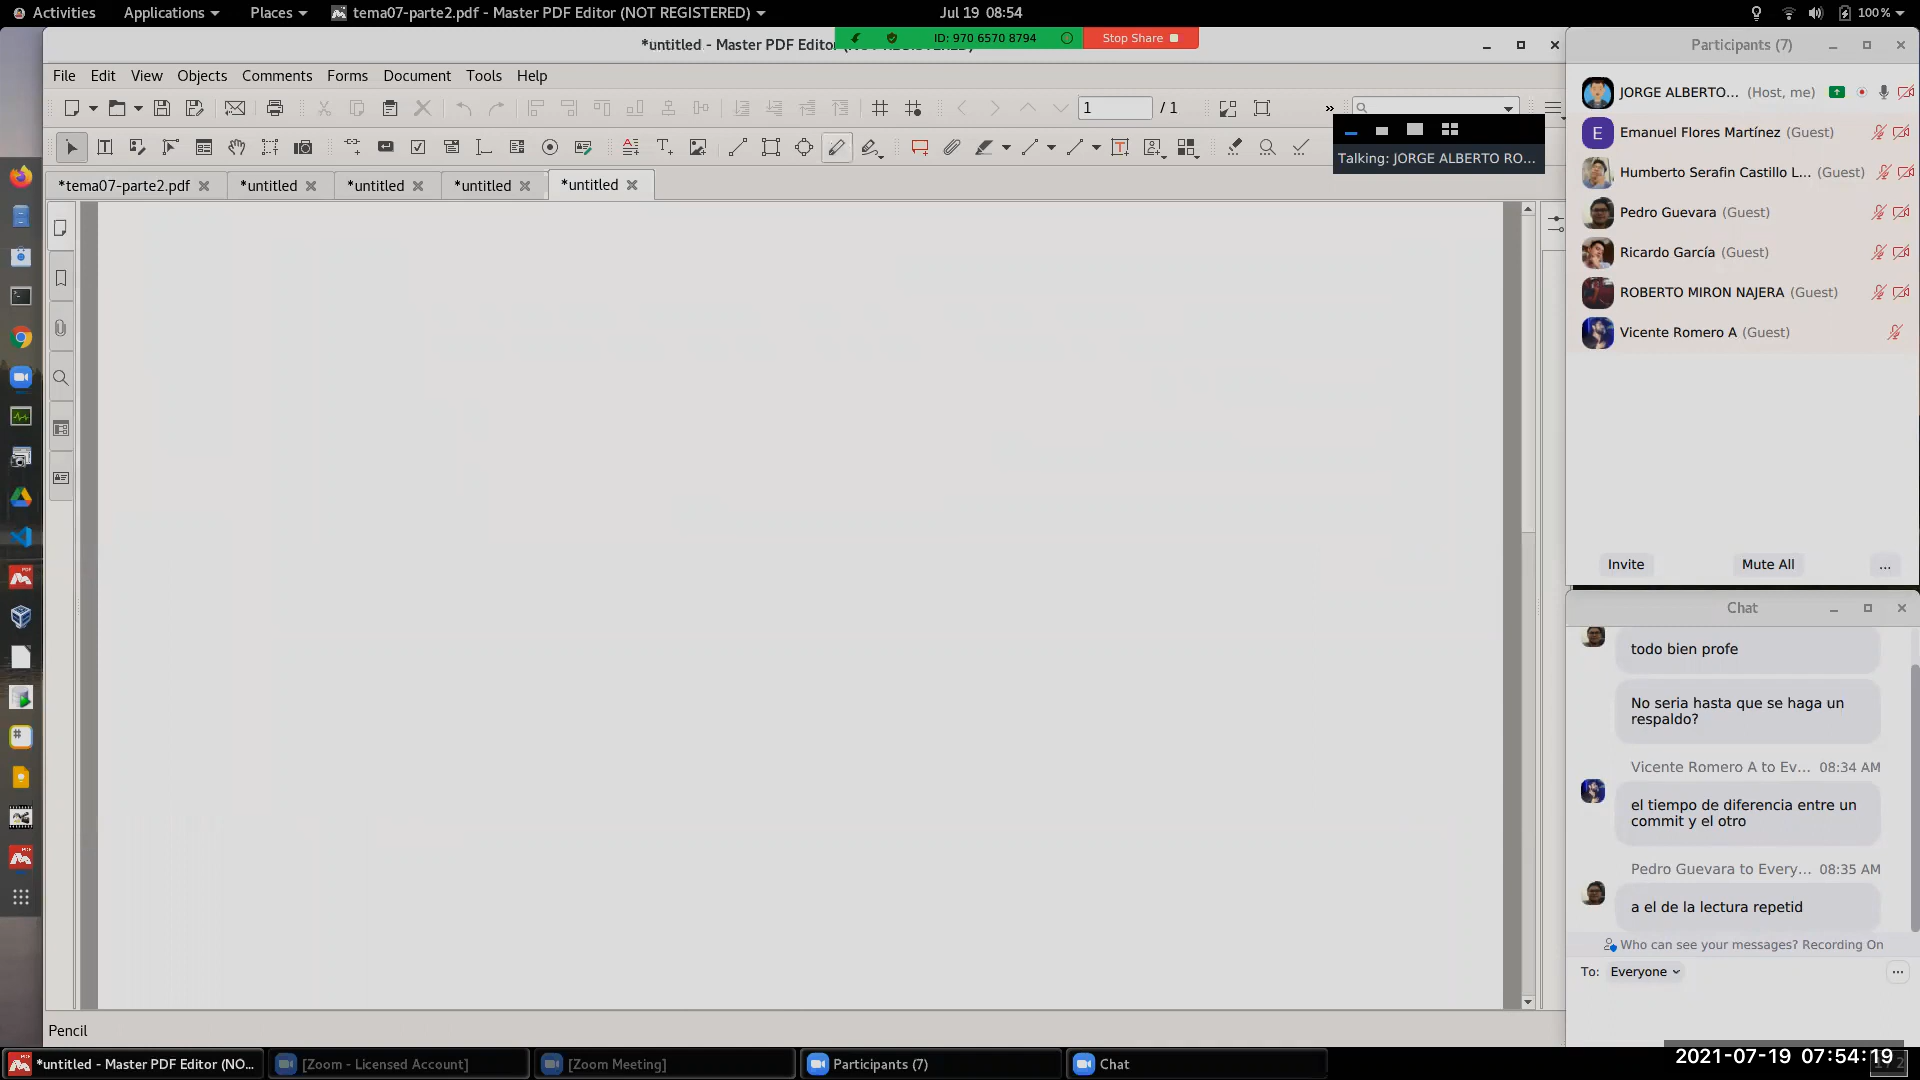 Activities Applications Places tema07-parte2.pdf - Master PDF Editor (NOT REGISTERED) Jul 19 08:54 100%
*untitled - Master PDF Editor
ID: 970 6570 8794 Stop Share
File Edit View Objects Comments Forms Document Tools Help
1 / 1
Talking: JORGE ALBERTO RO...
*tema07-parte2.pdf *untitled *untitled *untitled *untitled
Pencil
Participants (7)
JORGE ALBERTO... (Host, me)
E Emanuel Flores Martínez (Guest)
Humberto Serafin Castillo L... (Guest)
Pedro Guevara (Guest)
Ricardo García (Guest)
ROBERTO MIRON NAJERA (Guest)
Vicente Romero A (Guest)
Invite Mute All ...
Chat
todo bien profe
No seria hasta que se haga un
respaldo?
Vicente Romero A to Ev... 08:34 AM
el tiempo de diferencia entre un
commit y el otro
Pedro Guevara to Every... 08:35 AM
a el de la lectura repetid
Who can see your messages? Recording On
To: Everyone
*untitled - Master PDF Editor (NO... [Zoom - Licensed Account] [Zoom Meeting] Participants (7) Chat
2021-07-19 07:54:19